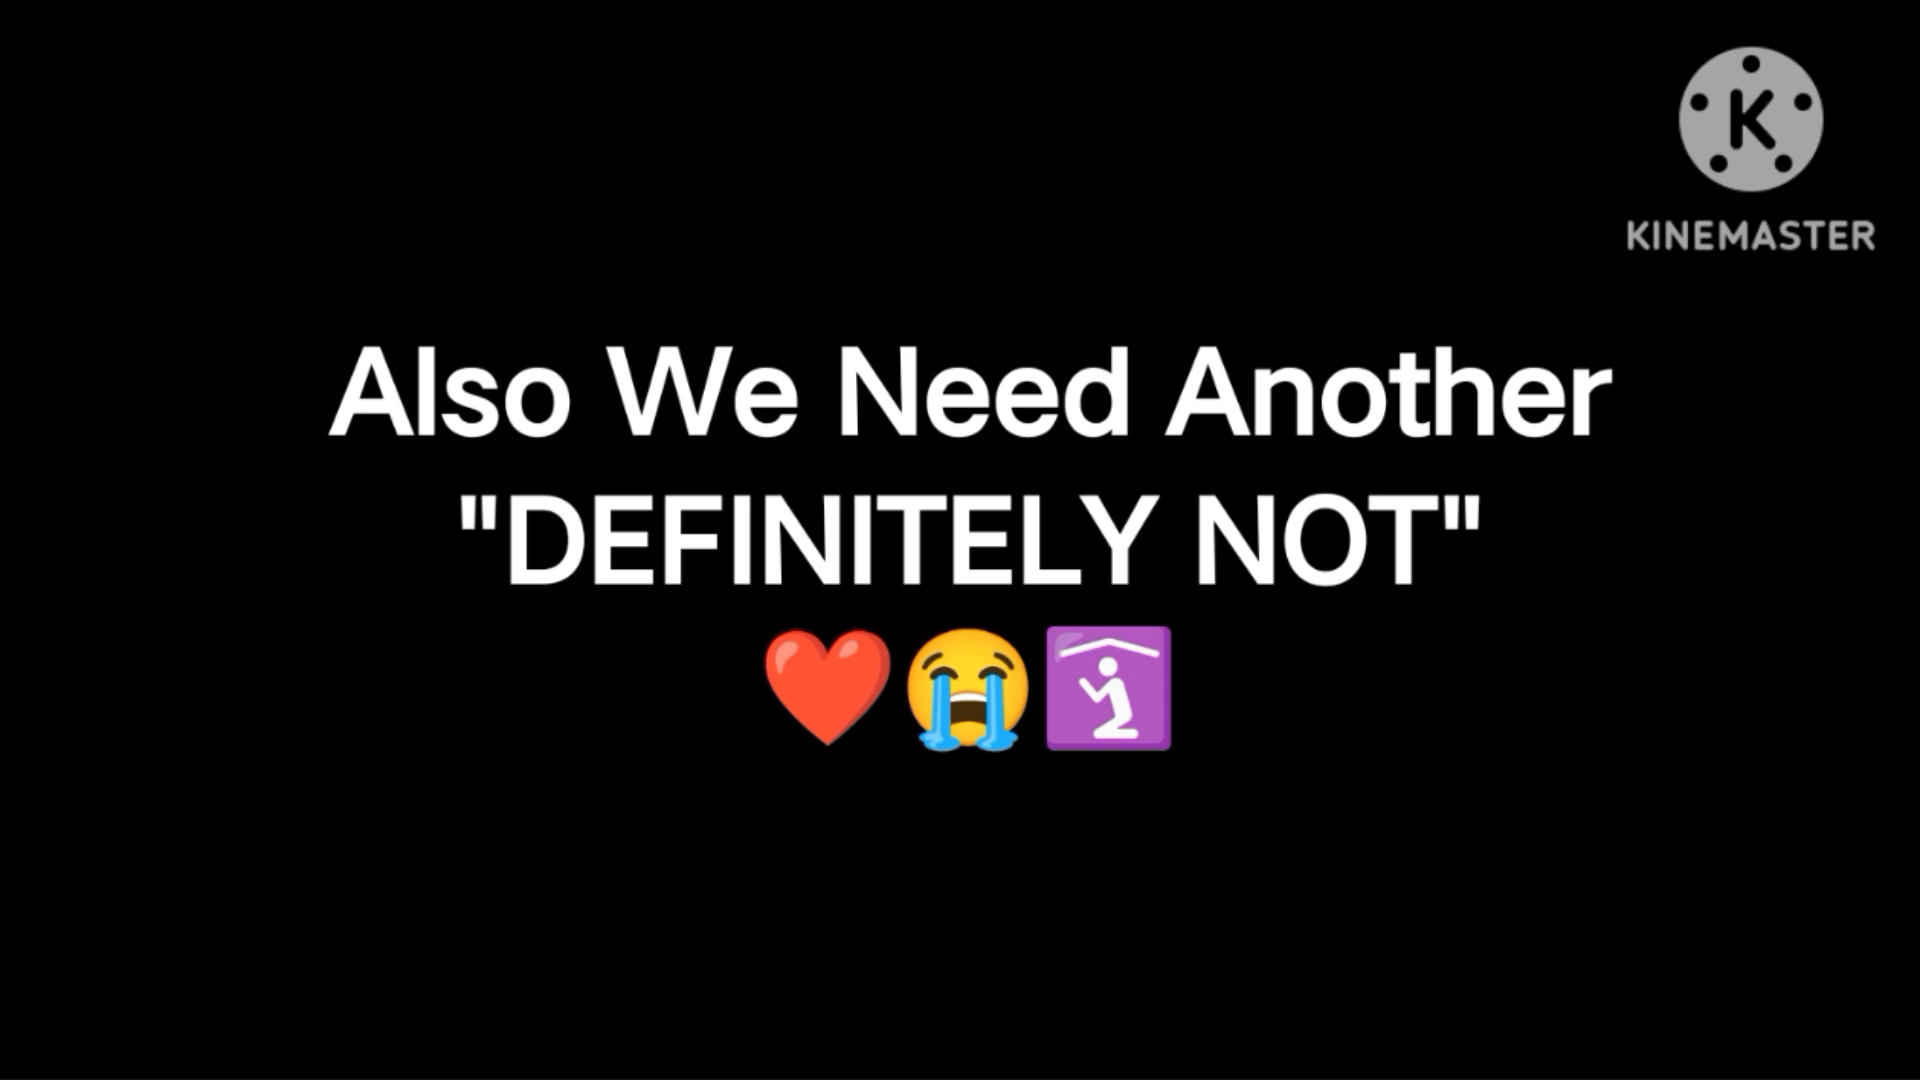 K
KINEMASTER
Also We Need Another
"DEFINITELY NOT"
❤️😭🛐